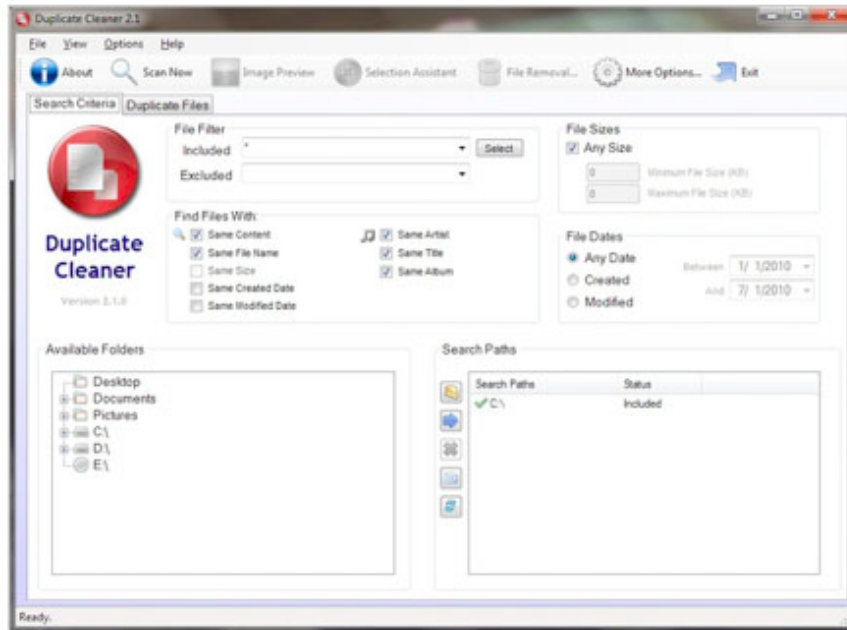 Duplicate Cleaner 2.1
File View Options Help
About Scan Now Image Preview Selection Assistant File Removal... More Options... Exit
Search Criteria Duplicate Files
File Filter
Included *
Select
Excluded
File Sizes
Any Size
0 Minimum File Size (KB)
0 Maximum File Size (KB)
Duplicate
Cleaner
Version 2.1.0
Find Files With:
Same Content
Same File Name
Same Size
Same Created Date
Same Modified Date
Same Artist
Same Title
Same Album
File Dates
Any Date
Created
Modified
Between 1/ 1/2010
And 7/ 1/2010
Available Folders
Desktop
Documents
Pictures
C:\
D:\
E:\
Search Paths
Search Paths Status
C:\ Included
Ready.